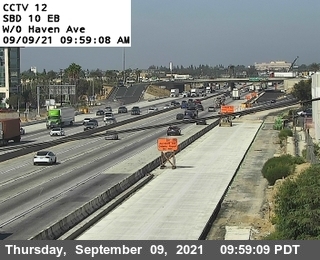 CCTV 12
SBD 10 EB
W/O Haven Ave
09/09/21 09:59:08 AM
Thursday, September 09, 2021 09:59:09 PDT